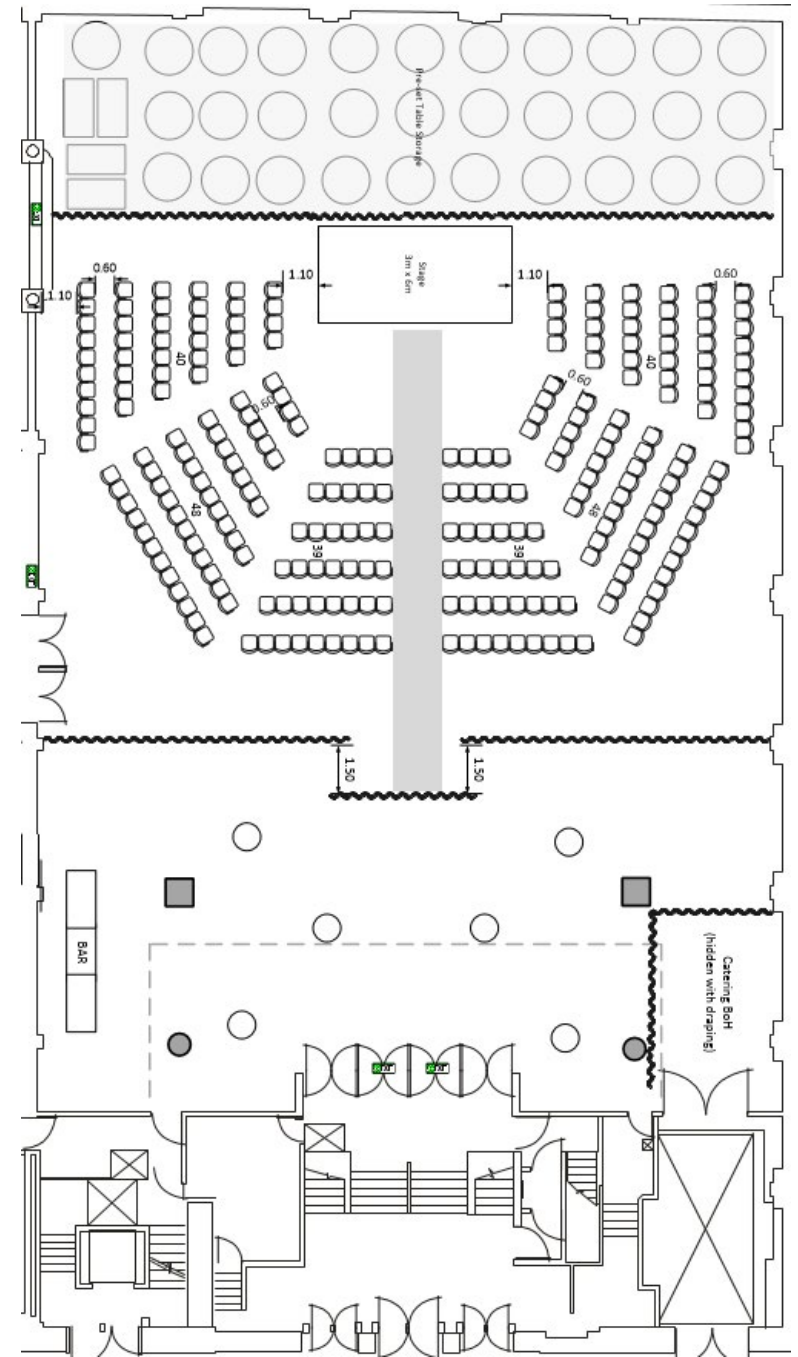 Pre-set Table Storage
Stage
3m x 6m
0.60
1.10
1.10
1.10
0.60
40
40
0.60
0.60
48
48
39
39
1.50
1.50
BAR
Catering BoH
(hidden with draping)